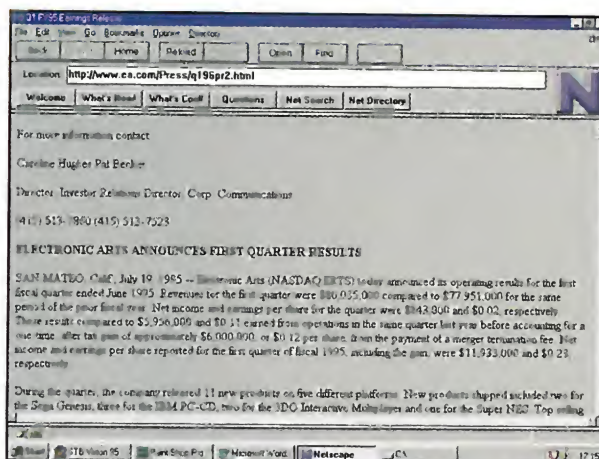 Q1 FY95 Earnings Release
File Edit View Go Bookmarks Options Directory
Back Home Reload Open Find
Location: http://www.ea.com/Press/q196pr2.html
Welcome What's New! What's Cool! Questions Net Search Net Directory
N
For more information contact
Caroline Hughes Pat Becker
Director, Investor Relations Director, Corp. Communications
(415) 513-7523
ELECTRONIC ARTS ANNOUNCES FIRST QUARTER RESULTS
SAN MATEO, Calif., July 19, 1995 -- Electronic Arts (NASDAQ ERTS) today announced its operating results for the first
fiscal quarter ended June 1995. Revenues for the first quarter were compared to $77,951,000 for the same
period of the prior fiscal year. Net income and earnings per share for the quarter were $843,000 and $0.02, respectively.
These results compared to $5,956,000 and $0.11 earned from operations in the same quarter last year before accounting for a
one time, after tax gain of approximately $6,000,000, or $0.12 per share, from the payment of a merger termination fee. Net
income and earnings per share reported for the first quarter of fiscal 1995, including the gain, were $11,933,000 and $0.23
respectively.
During the quarter, the company released 11 new products on five different platforms. New products shipped included two for
the Sega Genesis, three for the IBM PC-CD, two for the 3DO Interactive Multiplayer and one for the Super NES. Top selling
Start STB Vision 95 Paint Shop Pro Microsoft Word Netscape C:\ 12:15